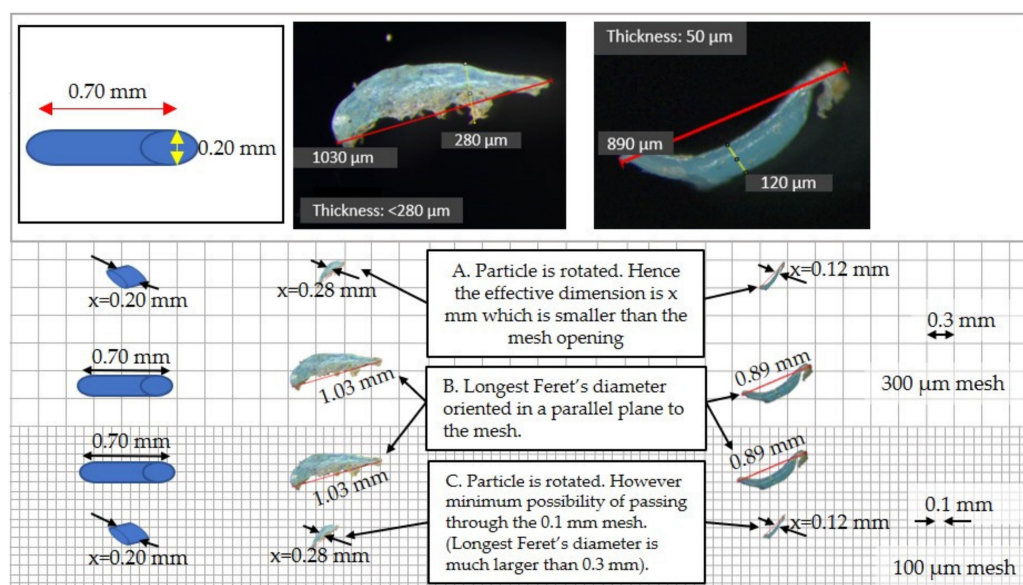 0.70 mm
0.20 mm
1030 µm
280 µm
Thickness: <280 µm
Thickness: 50 µm
890 µm
120 µm
x=0.20 mm
x=0.28 mm
A. Particle is rotated. Hence
the effective dimension is x
mm which is smaller than the
mesh opening
x=0.12 mm
0.3 mm
300 µm mesh
0.70 mm
1.03 mm
B. Longest Feret's diameter
oriented in a parallel plane to
the mesh.
0.89 mm
0.70 mm
1.03 mm
0.89 mm
x=0.20 mm
x=0.28 mm
C. Particle is rotated. However
minimum possibility of passing
through the 0.1 mm mesh.
(Longest Feret's diameter is
much larger than 0.3 mm).
x=0.12 mm
0.1 mm
100 µm mesh